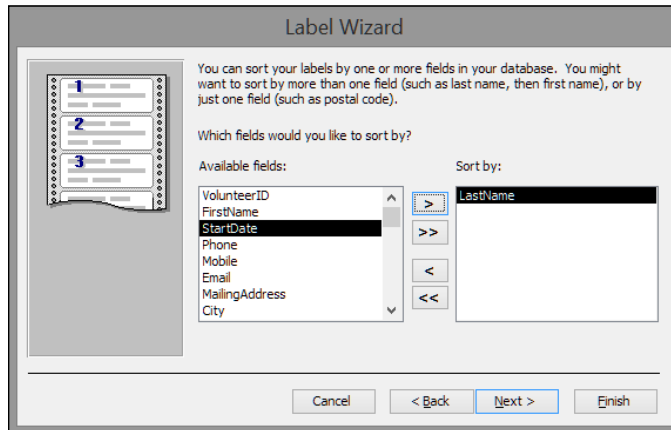 Label Wizard
1
2
3
You can sort your labels by one or more fields in your database. You might
want to sort by more than one field (such as last name, then first name), or by
just one field (such as postal code).
Which fields would you like to sort by?
Available fields:
Sort by:
VolunteerID
FirstName
StartDate
Phone
Mobile
Email
MailingAddress
City
>
>>
<
<<
LastName
Cancel
< Back
Next >
Finish